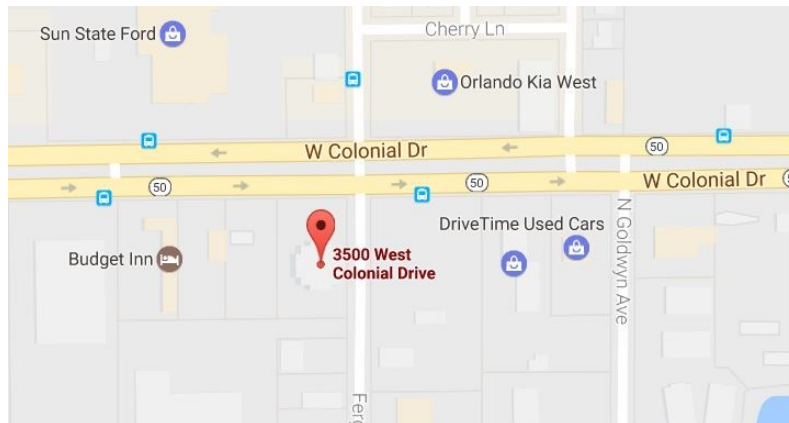 Cherry Ln
Sun State Ford
Orlando Kia West
W Colonial Dr
50
50
50
W Colonial Dr
DriveTime Used Cars
N Goldwyn Ave
Budget Inn
3500 West
Colonial Drive